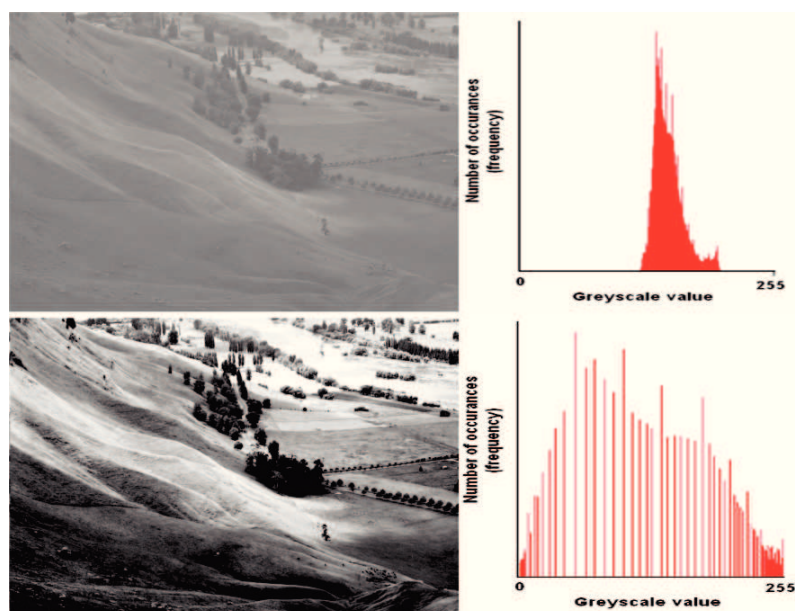 Number of occurances
(frequency)
0
255
Greyscale value
Number of occurances
(frequency)
0
255
Greyscale value